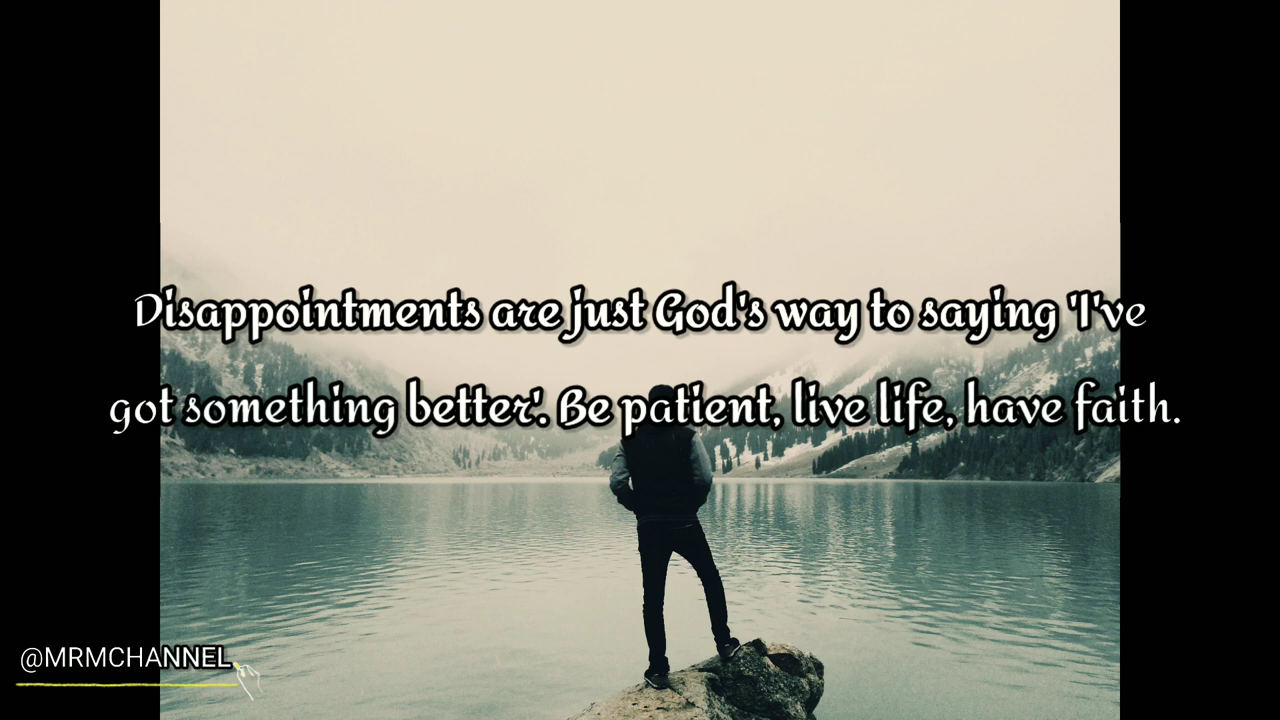 Disappointments are just God's way to saying 'I've
got something better'. Be patient, live life, have faith.
@MRMCHANNEL